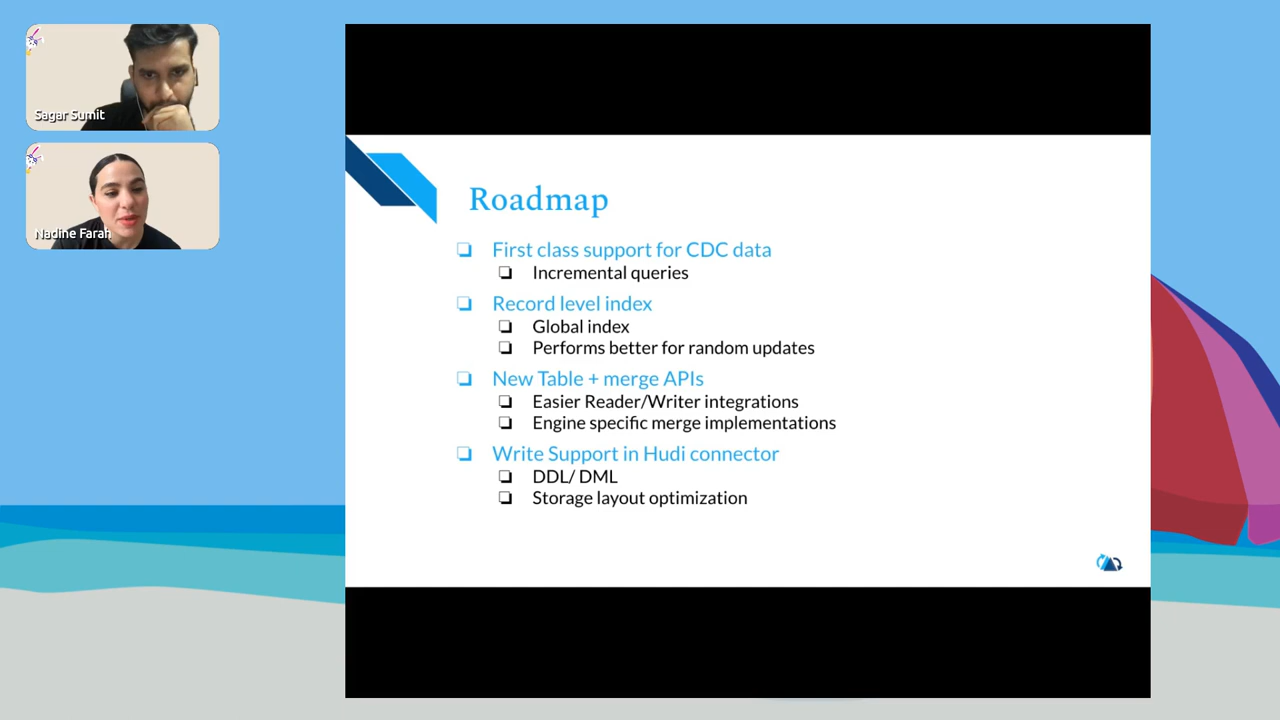 Sagar Sumit
Nadine Farah
Roadmap
❏ First class support for CDC data
❏ Incremental queries
❏ Record level index
❏ Global index
❏ Performs better for random updates
❏ New Table + merge APIs
❏ Easier Reader/Writer integrations
❏ Engine specific merge implementations
❏ Write Support in Hudi connector
❏ DDL/ DML
❏ Storage layout optimization